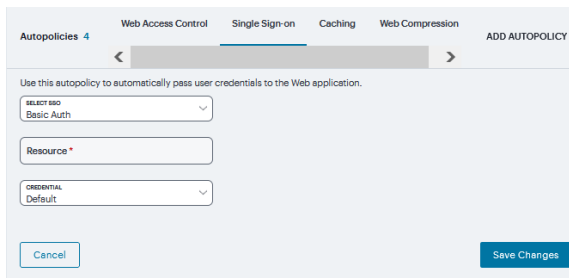 Autopolicies 4
Web Access Control
Single Sign-on
Caching
Web Compression
ADD AUTOPOLICY
Use this autopolicy to automatically pass user credentials to the Web application.
SELECT SSO
Basic Auth
Resource *
CREDENTIAL
Default
Cancel
Save Changes